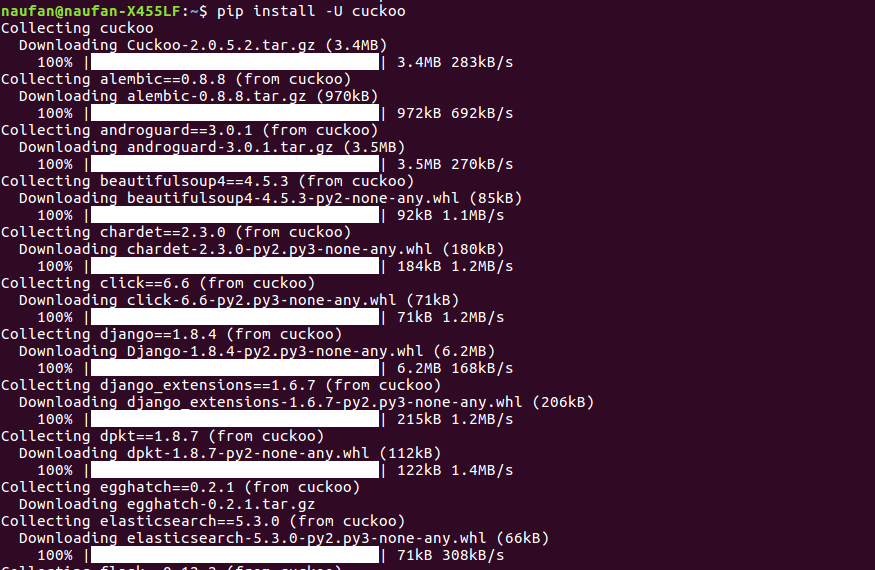 naufan@naufan-X455LF:~$ pip install -U cuckoo
Collecting cuckoo
  Downloading Cuckoo-2.0.5.2.tar.gz (3.4MB)
    100% |████████████████████████████████| 3.4MB 283kB/s
Collecting alembic==0.8.8 (from cuckoo)
  Downloading alembic-0.8.8.tar.gz (970kB)
    100% |████████████████████████████████| 972kB 692kB/s
Collecting androguard==3.0.1 (from cuckoo)
  Downloading androguard-3.0.1.tar.gz (3.5MB)
    100% |████████████████████████████████| 3.5MB 270kB/s
Collecting beautifulsoup4==4.5.3 (from cuckoo)
  Downloading beautifulsoup4-4.5.3-py2-none-any.whl (85kB)
    100% |████████████████████████████████| 92kB 1.1MB/s
Collecting chardet==2.3.0 (from cuckoo)
  Downloading chardet-2.3.0-py2.py3-none-any.whl (180kB)
    100% |████████████████████████████████| 184kB 1.2MB/s
Collecting click==6.6 (from cuckoo)
  Downloading click-6.6-py2.py3-none-any.whl (71kB)
    100% |████████████████████████████████| 71kB 1.2MB/s
Collecting django==1.8.4 (from cuckoo)
  Downloading Django-1.8.4-py2.py3-none-any.whl (6.2MB)
    100% |████████████████████████████████| 6.2MB 168kB/s
Collecting django_extensions==1.6.7 (from cuckoo)
  Downloading django_extensions-1.6.7-py2.py3-none-any.whl (206kB)
    100% |████████████████████████████████| 215kB 1.2MB/s
Collecting dpkt==1.8.7 (from cuckoo)
  Downloading dpkt-1.8.7-py2-none-any.whl (112kB)
    100% |████████████████████████████████| 122kB 1.4MB/s
Collecting egghatch==0.2.1 (from cuckoo)
  Downloading egghatch-0.2.1.tar.gz
Collecting elasticsearch==5.3.0 (from cuckoo)
  Downloading elasticsearch-5.3.0-py2.py3-none-any.whl (66kB)
    100% |████████████████████████████████| 71kB 308kB/s